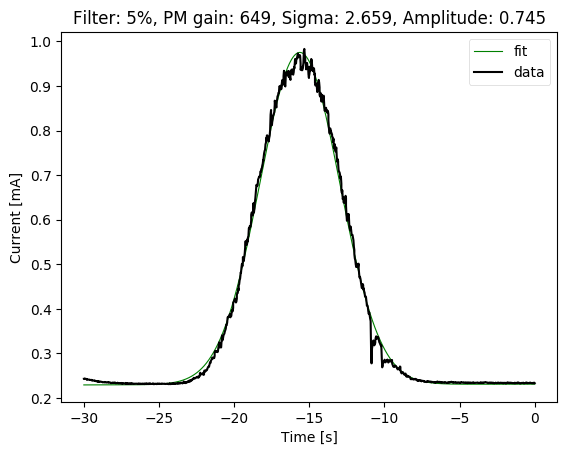 Filter: 5%, PM gain: 649, Sigma: 2.659, Amplitude: 0.745
fit
data
1.0
0.9
0.8
0.7
0.6
0.5
0.4
0.3
0.2
Current [mA]
−30 −25 −20 −15 −10 −5 0
Time [s]